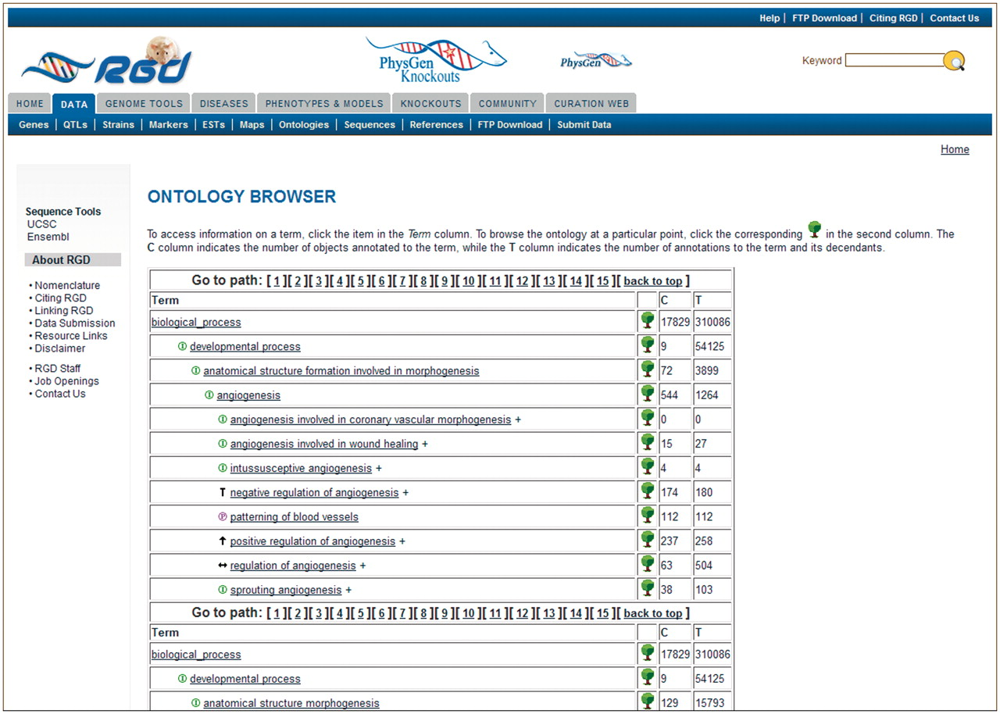 Help | FTP Download | Citing RGD | Contact Us
RGD
PhysGen
Knockouts
PhysGen
Keyword
HOME DATA GENOME TOOLS DISEASES PHENOTYPES & MODELS KNOCKOUTS COMMUNITY CURATION WEB
Genes | QTLs | Strains | Markers | ESTs | Maps | Ontologies | Sequences | References | FTP Download | Submit Data
Home
Sequence Tools
UCSC
Ensembl
About RGD
• Nomenclature
• Citing RGD
• Linking RGD
• Data Submission
• Resource Links
• Disclaimer
• RGD Staff
• Job Openings
• Contact Us
ONTOLOGY BROWSER
To access information on a term, click the item in the Term column. To browse the ontology at a particular point, click the corresponding in the second column. The
C column indicates the number of objects annotated to the term, while the T column indicates the number of annotations to the term and its decendants.
Go to path: [ 1 ][ 2 ][ 3 ][ 4 ][ 5 ][ 6 ][ 7 ][ 8 ][ 9 ][ 10 ][ 11 ][ 12 ][ 13 ][ 14 ][ 15 ][ back to top ]
Term C T
biological_process 17829 310086
I developmental process 9 54125
I anatomical structure formation involved in morphogenesis 72 3899
I angiogenesis 544 1264
I angiogenesis involved in coronary vascular morphogenesis + 0 0
I angiogenesis involved in wound healing + 15 27
I intussusceptive angiogenesis + 4 4
T negative regulation of angiogenesis + 174 180
P patterning of blood vessels 112 112
↑ positive regulation of angiogenesis + 237 258
↔ regulation of angiogenesis + 63 504
I sprouting angiogenesis + 38 103
Go to path: [ 1 ][ 2 ][ 3 ][ 4 ][ 5 ][ 6 ][ 7 ][ 8 ][ 9 ][ 10 ][ 11 ][ 12 ][ 13 ][ 14 ][ 15 ][ back to top ]
Term C T
biological_process 17829 310086
I developmental process 9 54125
I anatomical structure morphogenesis 129 15793